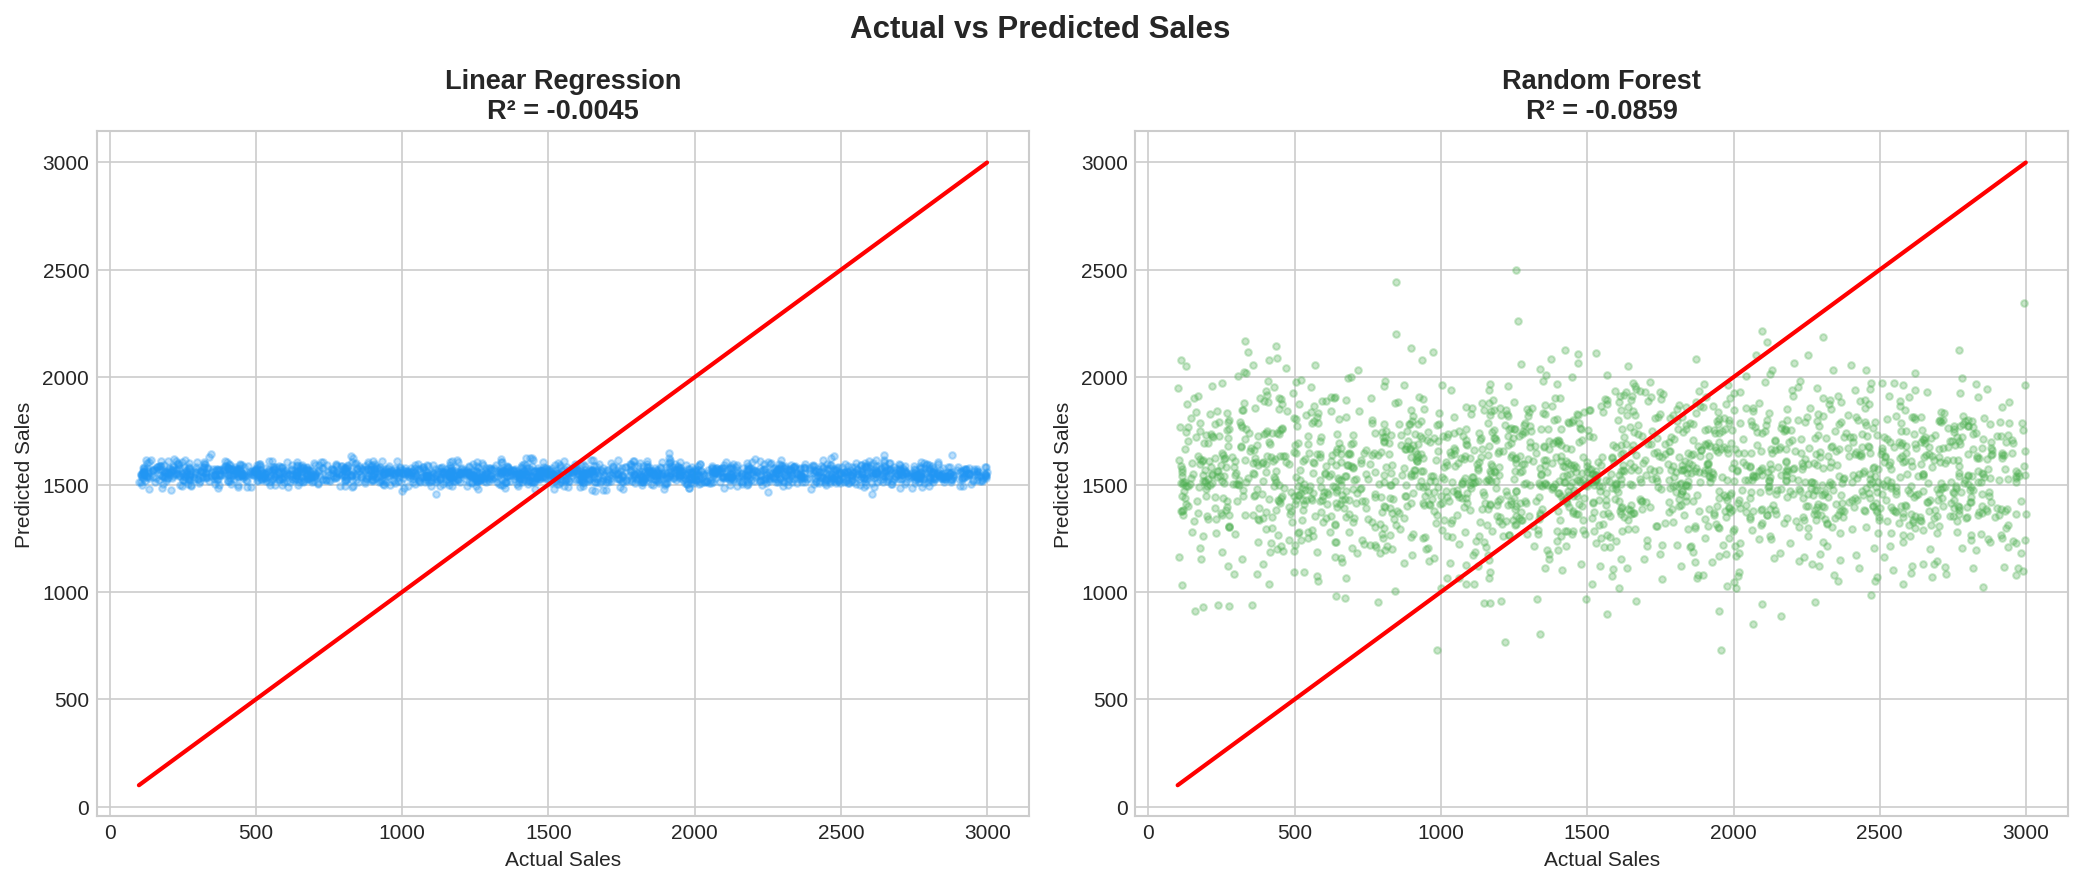 Actual vs Predicted Sales
Linear Regression
R² = -0.0045
3000
2500
2000
1500
1000
500
0
Predicted Sales
0 500 1000 1500 2000 2500 3000
Actual Sales
Random Forest
R² = -0.0859
3000
2500
2000
1500
1000
500
0
Predicted Sales
0 500 1000 1500 2000 2500 3000
Actual Sales